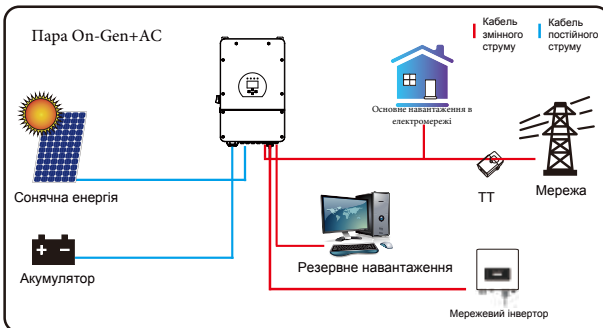 Пара On-Gen+AC
Кабель
змінного
струму
Кабель
постійного
струму
Основне навантаження в
електромережі
Сонячна енергія
ТТ
Мережа
Резервне навантаження
Акумулятор
Мережевий інвертор